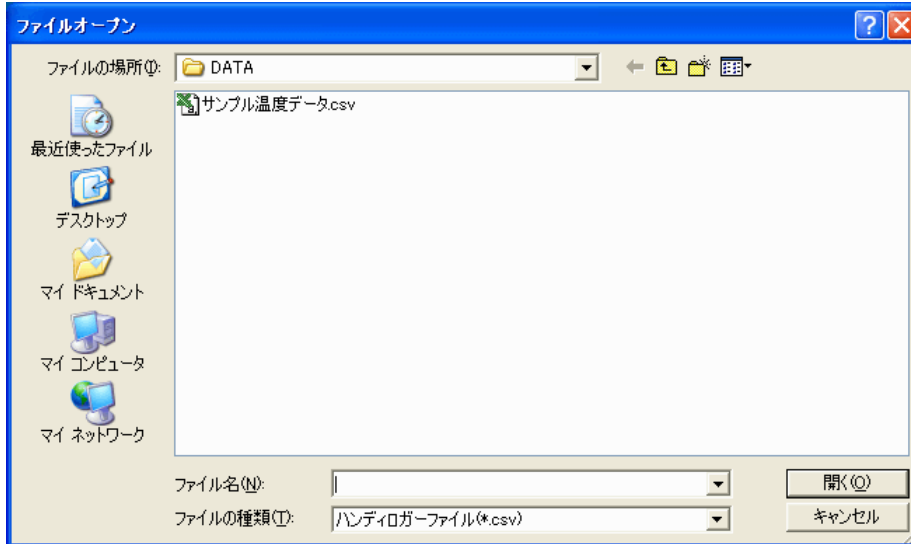 ファイルオープン
ファイルの場所(I):
DATA
サンプル温度データ.csv
最近使ったファイル
デスクトップ
マイ ドキュメント
マイ コンピュータ
マイ ネットワーク
ファイル名(N):
開く(O)
ファイルの種類(T):
ハンディロガーファイル(*.csv)
キャンセル